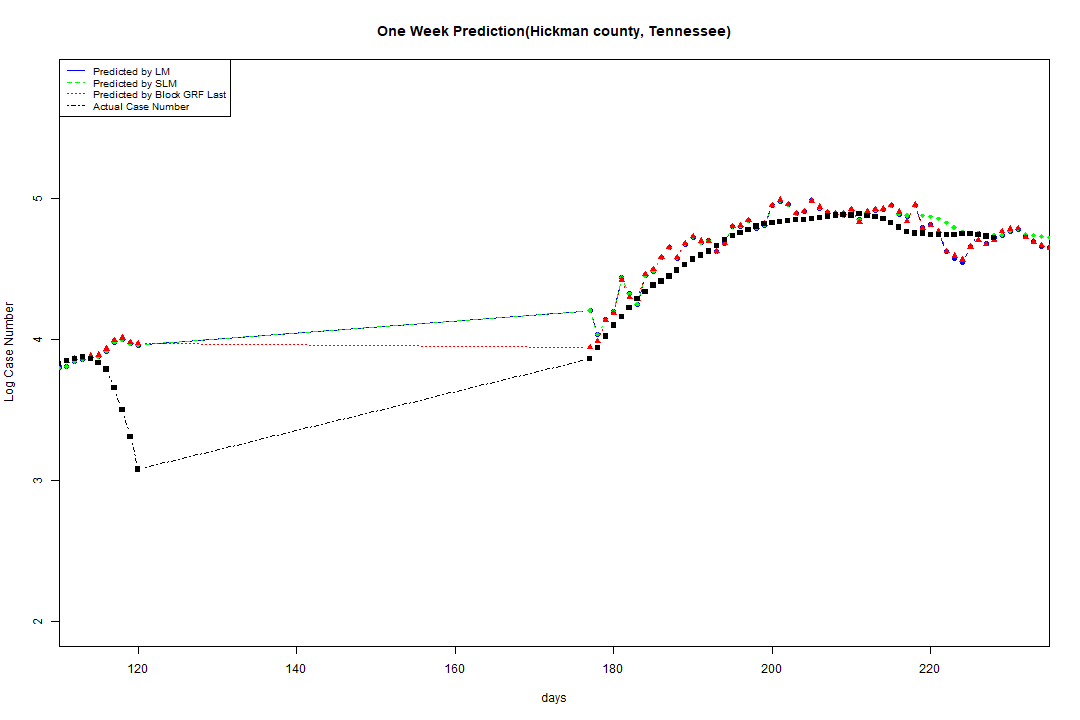 One Week Prediction(Hickman county, Tennessee)
Predicted by LM
Predicted by SLM
Predicted by Block GRF Last
Actual Case Number
5
4
3
2
Log Case Number
120 140 160 180 200 220
days